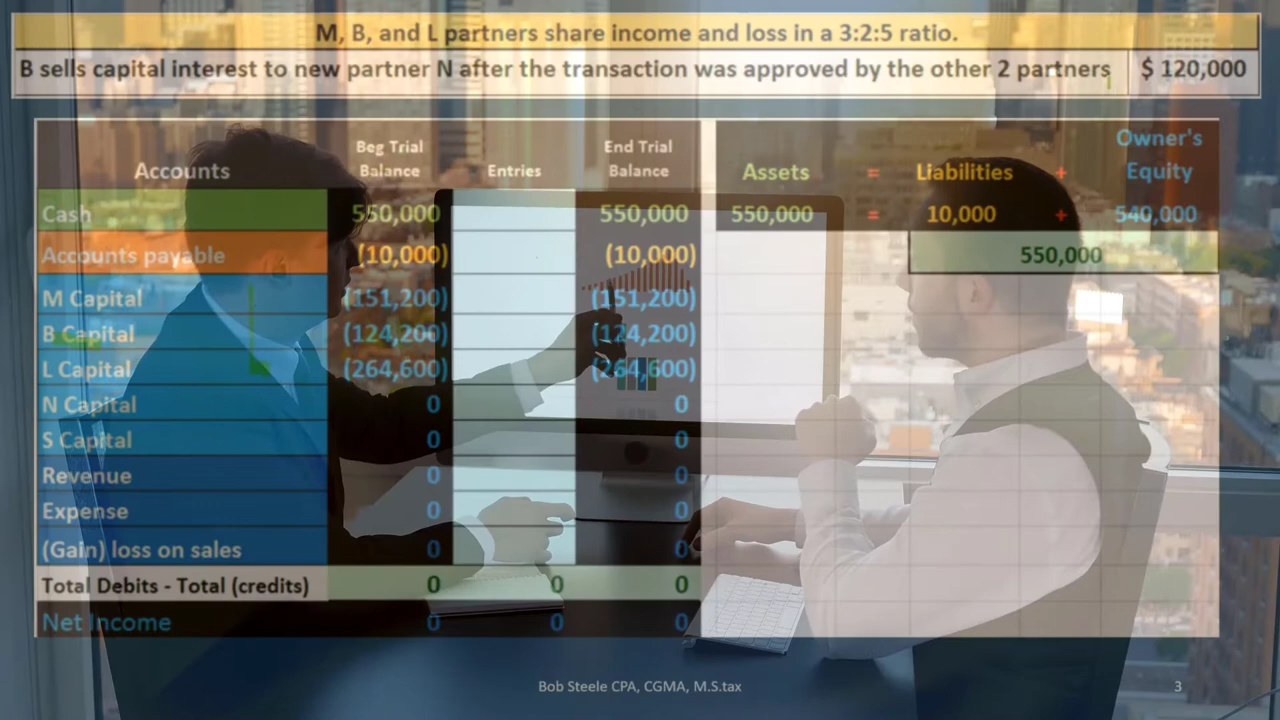 M, B, and L partners share income and loss in a 3:2:5 ratio.
B sells capital interest to new partner N after the transaction was approved by the other 2 partners $ 120,000
Accounts Beg Trial Balance Entries End Trial Balance Assets = Liabilities + Owner's Equity
Cash 550,000 550,000 550,000 = 10,000 + 540,000
Accounts payable (10,000) (10,000) 550,000
M Capital (151,200) (151,200)
B Capital (124,200) (124,200)
L Capital (264,600) (264,600)
N Capital 0 0
S Capital 0 0
Revenue 0 0
Expense 0 0
(Gain) loss on sales 0 0
Total Debits - Total (credits) 0 0 0
Net Income 0 0 0
Bob Steele CPA, CGMA, M.S.tax 3